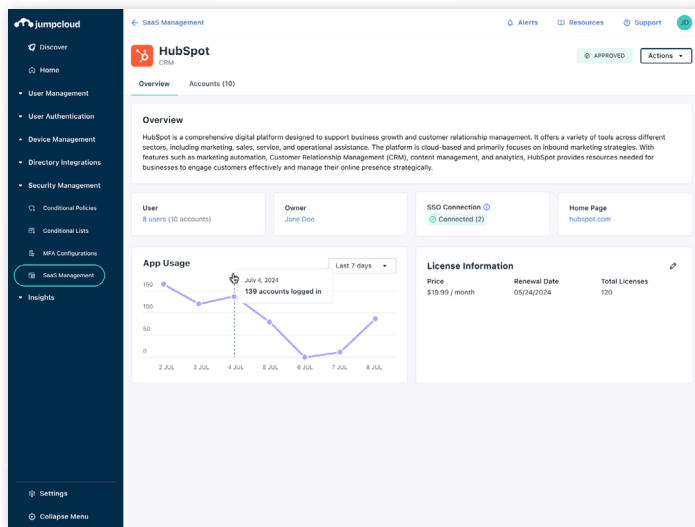 jumpcloud
Discover
Home
User Management
User Authentication
Device Management
Directory Integrations
Security Management
Conditional Policies
Conditional Lists
MFA Configurations
SaaS Management
Insights
Settings
Collapse Menu
← SaaS Management
Alerts
Resources
Support
JD
HubSpot
CRM
APPROVED
Actions
Overview
Accounts (10)
Overview
HubSpot is a comprehensive digital platform designed to support business growth and customer relationship management. It offers a variety of tools across different
sectors, including marketing, sales, service, and operational assistance. The platform is cloud-based and primarily focuses on inbound marketing strategies. With
features such as marketing automation, Customer Relationship Management (CRM), content management, and analytics, HubSpot provides resources needed for
businesses to engage customers effectively and manage their online presence strategically.
User
8 users (10 accounts)
Owner
Jane Doe
SSO Connection
Connected (2)
Home Page
hubspot.com
App Usage
Last 7 days
July 4, 2024
139 accounts logged in
150
100
50
0
2 JUL 3 JUL 4 JUL 5 JUL 6 JUL 7 JUL 8 JUL
License Information
Price
$19.99 / month
Renewal Date
05/24/2024
Total Licenses
120